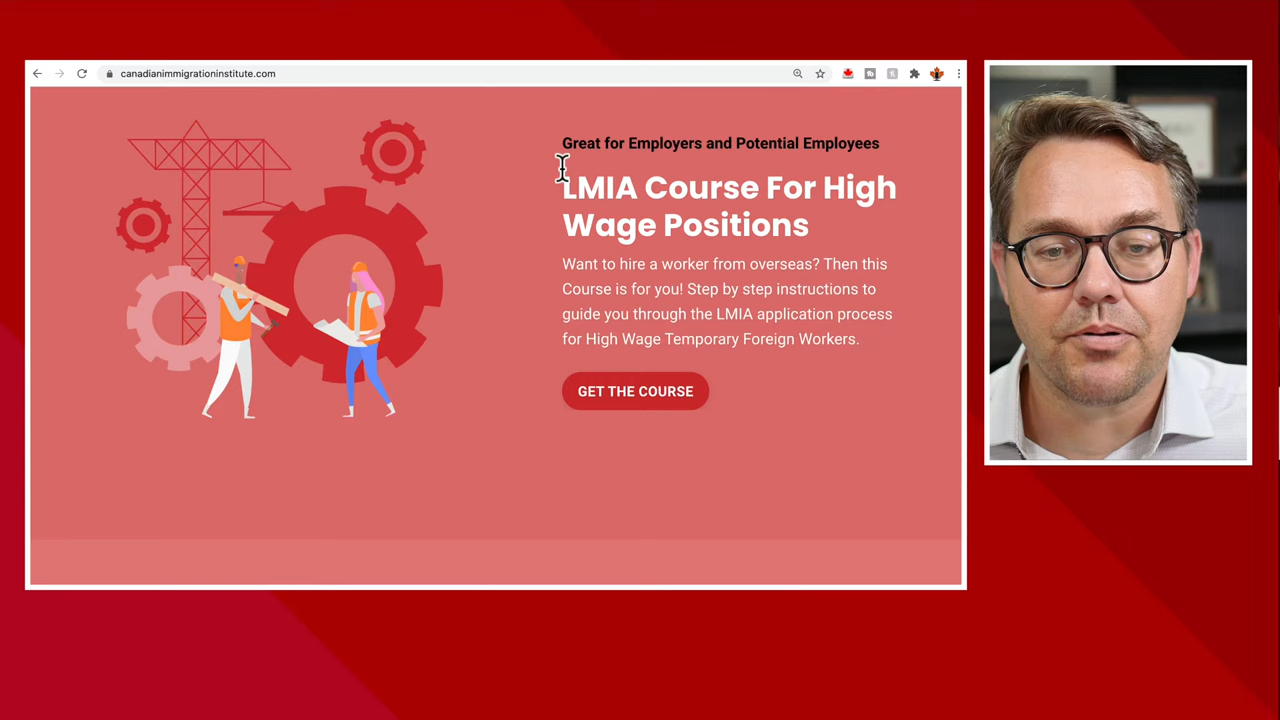 canadianimmigrationinstitute.com
Great for Employers and Potential Employees
LMIA Course For High
Wage Positions
Want to hire a worker from overseas? Then this
Course is for you! Step by step instructions to
guide you through the LMIA application process
for High Wage Temporary Foreign Workers.
GET THE COURSE